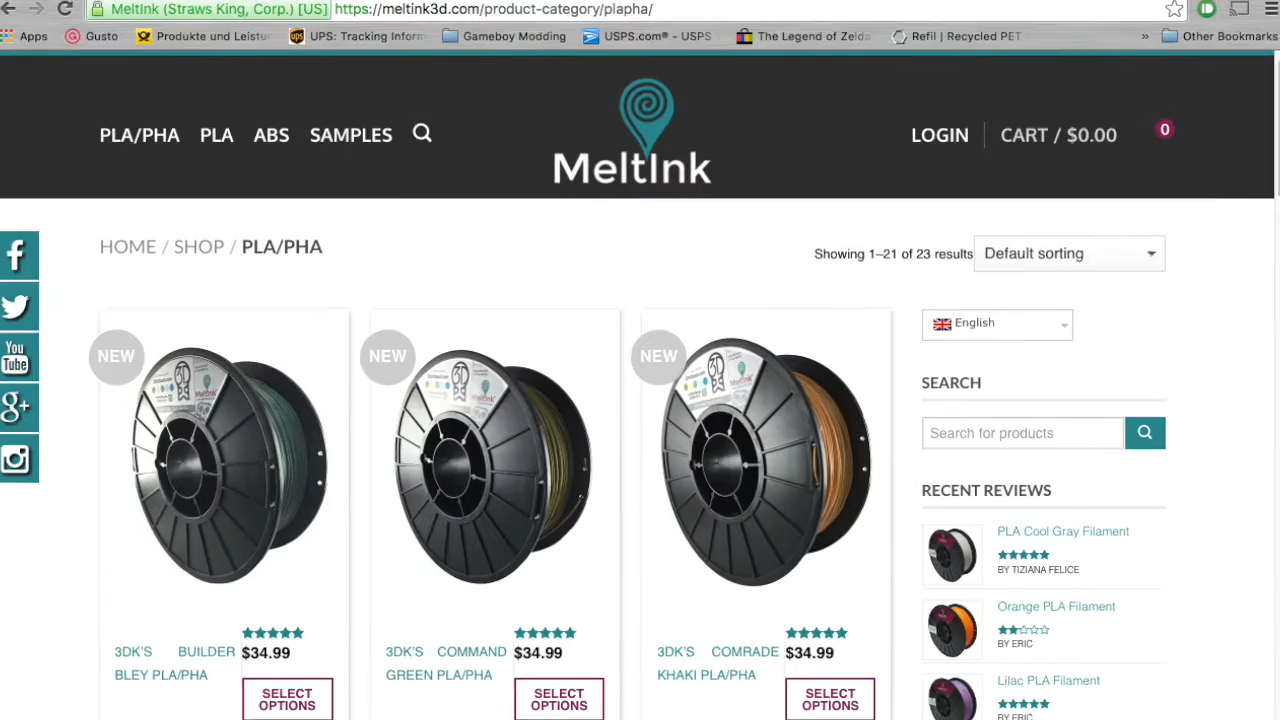 MeltInk (Straws King, Corp.) [US] https://meltink3d.com/product-category/plapha/
Apps Gusto Produkte und Leistu UPS: Tracking Inform Gameboy Modding USPS.com® - USPS The Legend of Zelda Refil | Recycled PET » Other Bookmarks
PLA/PHA PLA ABS SAMPLES LOGIN CART / $0.00 0
MeltInk
HOME / SHOP / PLA/PHA
Showing 1–21 of 23 results Default sorting
f
You
Tube
g+
English
NEW NEW NEW
SEARCH
Search for products
RECENT REVIEWS
PLA Cool Gray Filament
BY TIZIANA FELICE
Orange PLA Filament
BY ERIC
Lilac PLA Filament
BY ERIC
3DK'S BUILDER BLEY PLA/PHA
$34.99
SELECT
OPTIONS
3DK'S COMMAND GREEN PLA/PHA
$34.99
SELECT
OPTIONS
3DK'S COMRADE KHAKI PLA/PHA
$34.99
SELECT
OPTIONS